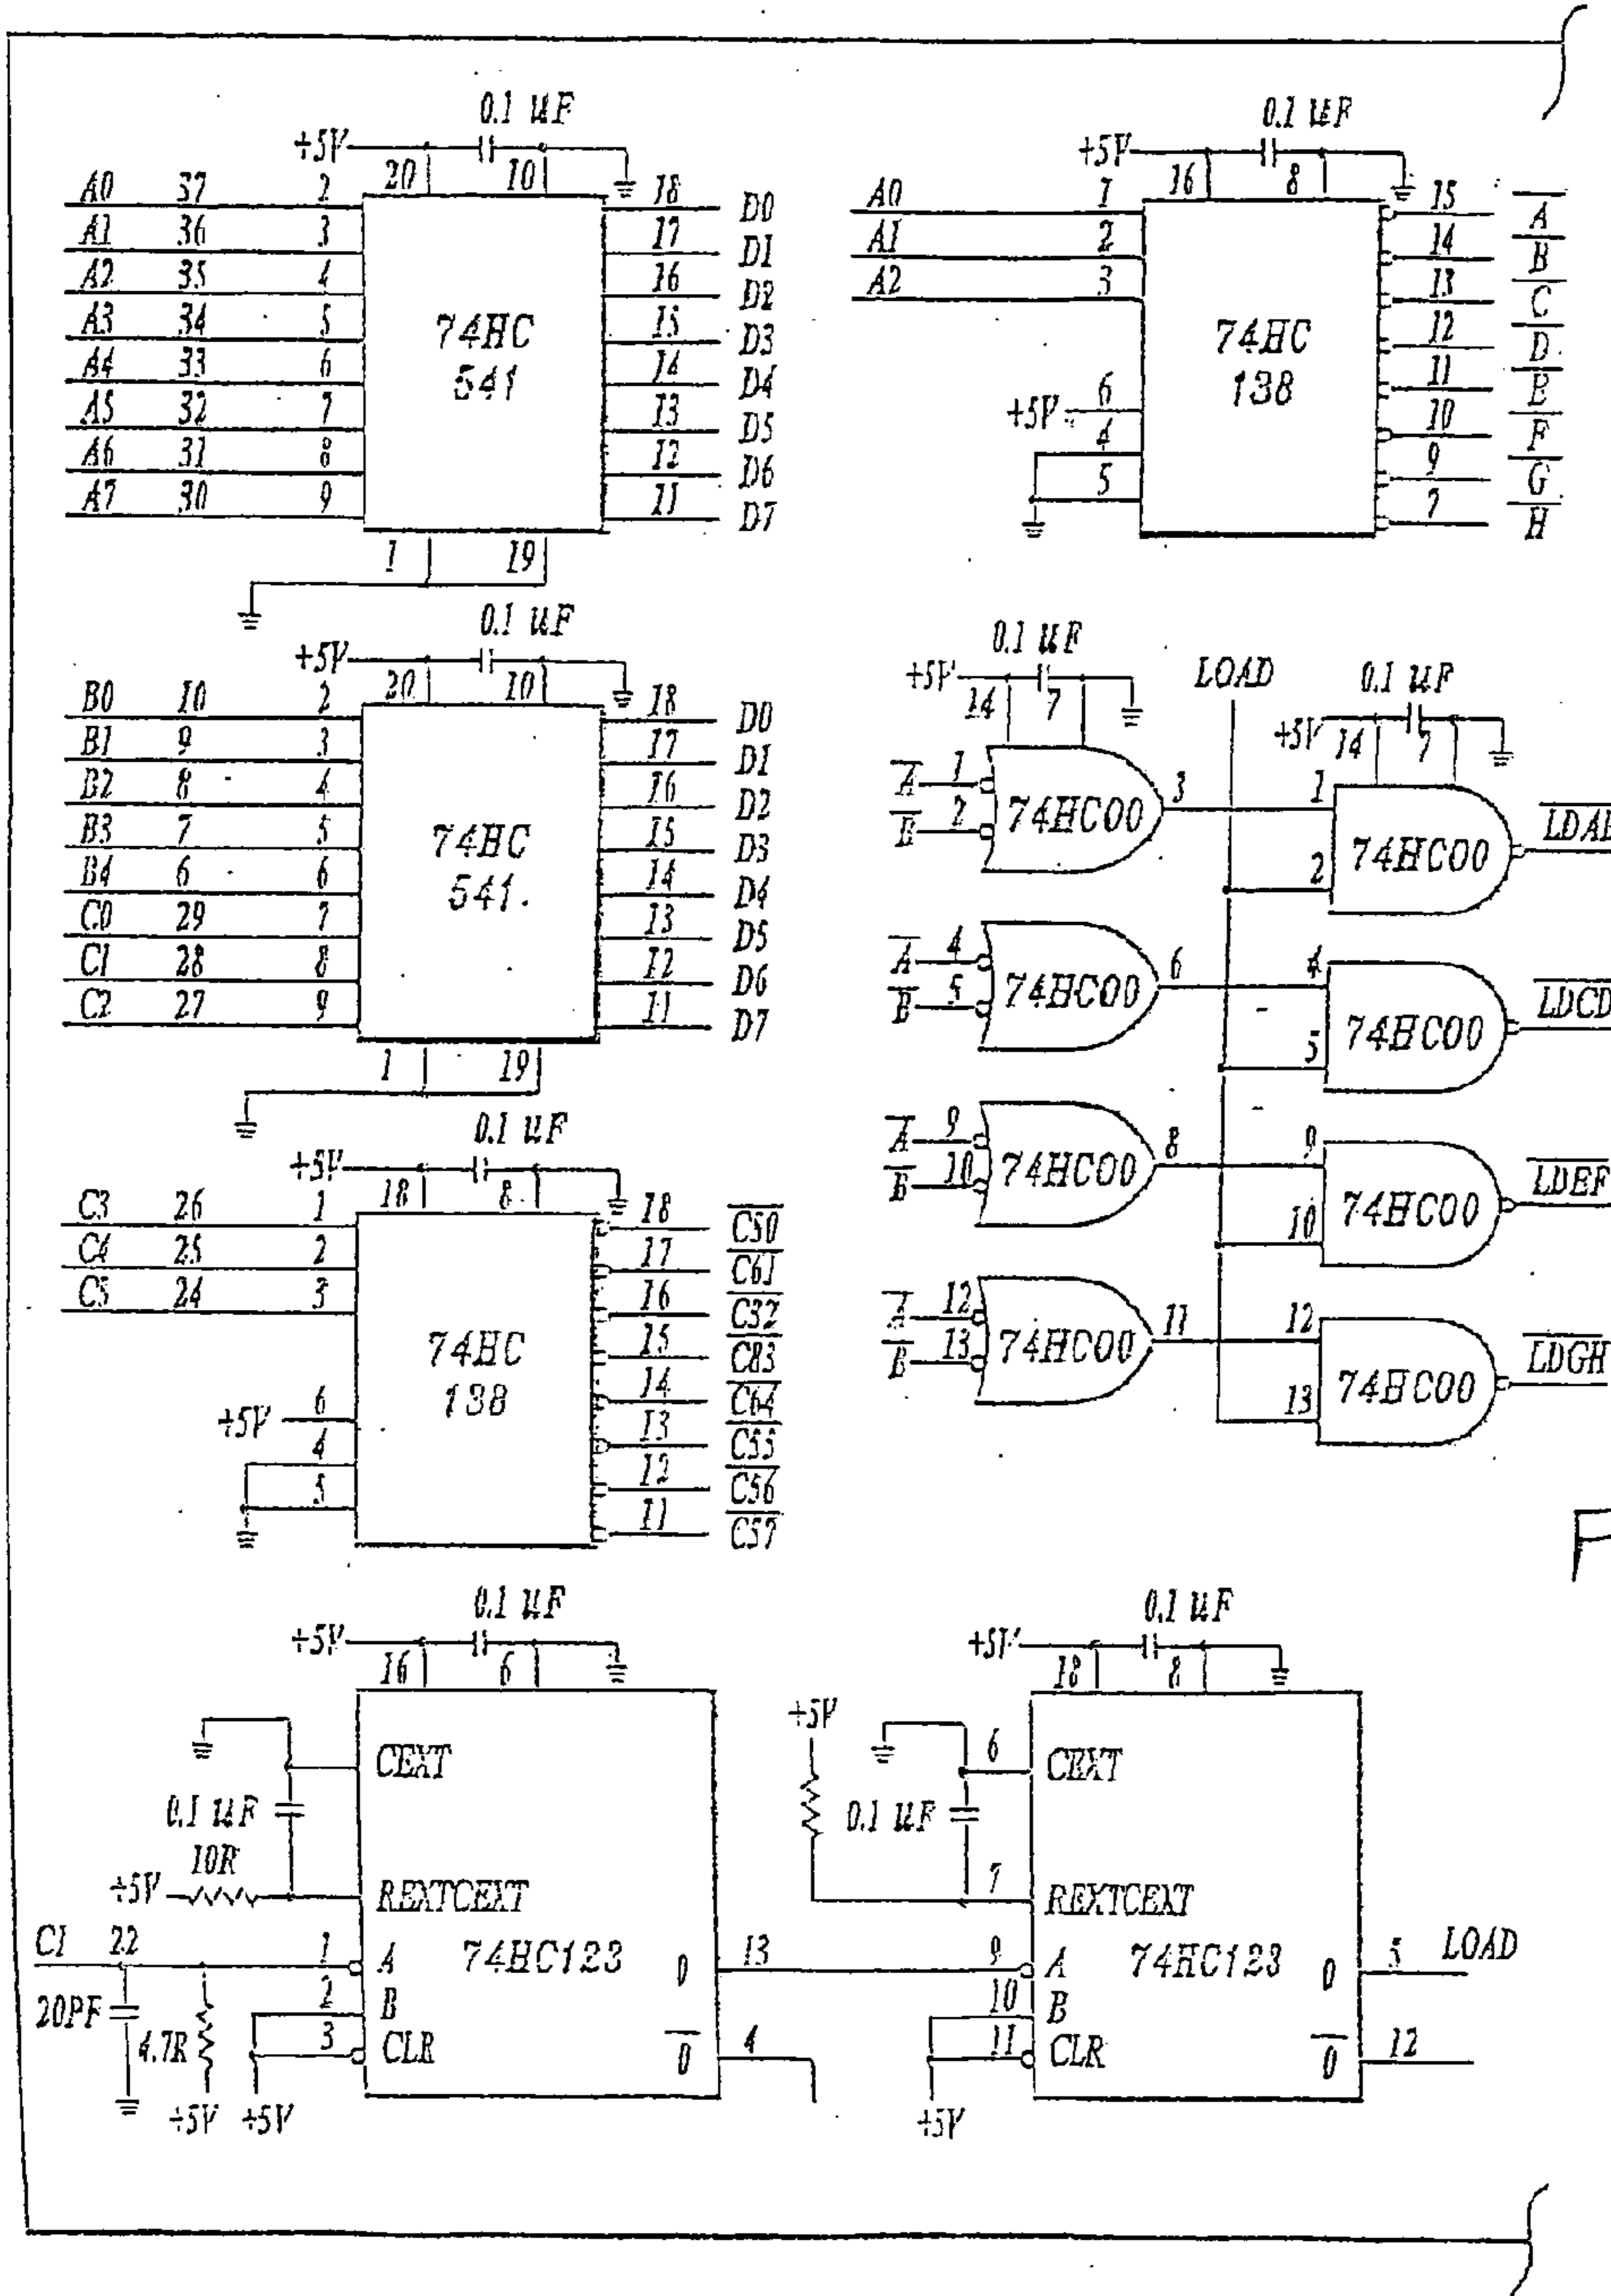 0.1 uF
+5V 20 10
A0 37 2 18 D0
A1 36 3 17 D1
A2 35 4 16 D2
A3 34 5 15 D3
A4 33 6 14 D4
A5 32 7 13 D5
A6 31 8 12 D6
A7 30 9 11 D7
74HC
541
1 19
0.1 uF
+5V 16 8
A0 1 15 A
A1 2 14 B
A2 3 13 C
12 D
11 E
10 F
9 G
7 H
74HC
138
+5V 6
4
5
0.1 uF
+5V 20 10
B0 10 2 18 D0
B1 9 3 17 D1
B2 8 4 16 D2
B3 7 5 15 D3
B4 6 6 14 D4
C0 29 7 13 D5
C1 28 8 12 D6
C2 27 9 11 D7
74HC
541
1 19
0.1 uF
+5V 14 7
LOAD
0.1 uF
+5V 14 7
A 1
B 2
74HC00 3
1
2 74HC00
A 4
B 5
74HC00 6
4
5 74HC00
LDCD
A 9
B 10
74HC00 8
9
10 74HC00
LDEF
A 12
B 13
74HC00 11
12
13 74HC00
LDGH
0.1 uF
+5V 18 8
C3 26 1 18 C50
C4 25 2 17 C61
C5 24 3 16 C32
15 C83
14 C64
13 C55
12 C56
11 C57
74HC
138
+5V 6
4
5
0.1 uF
+5V 16 6
CEXT
0.1 uF
10R
+5V REXTCEXT
C1 22 1 A
74HC123
0 13
20PF
2 B
4.7R
3 CLR
0 4
+5V +5V
0.1 uF
+5V 18 8
+5V
6 CEXT
0.1 uF
7 REXTCEXT
9 A
74HC123
0 5 LOAD
10 B
11 CLR
0 12
+5V